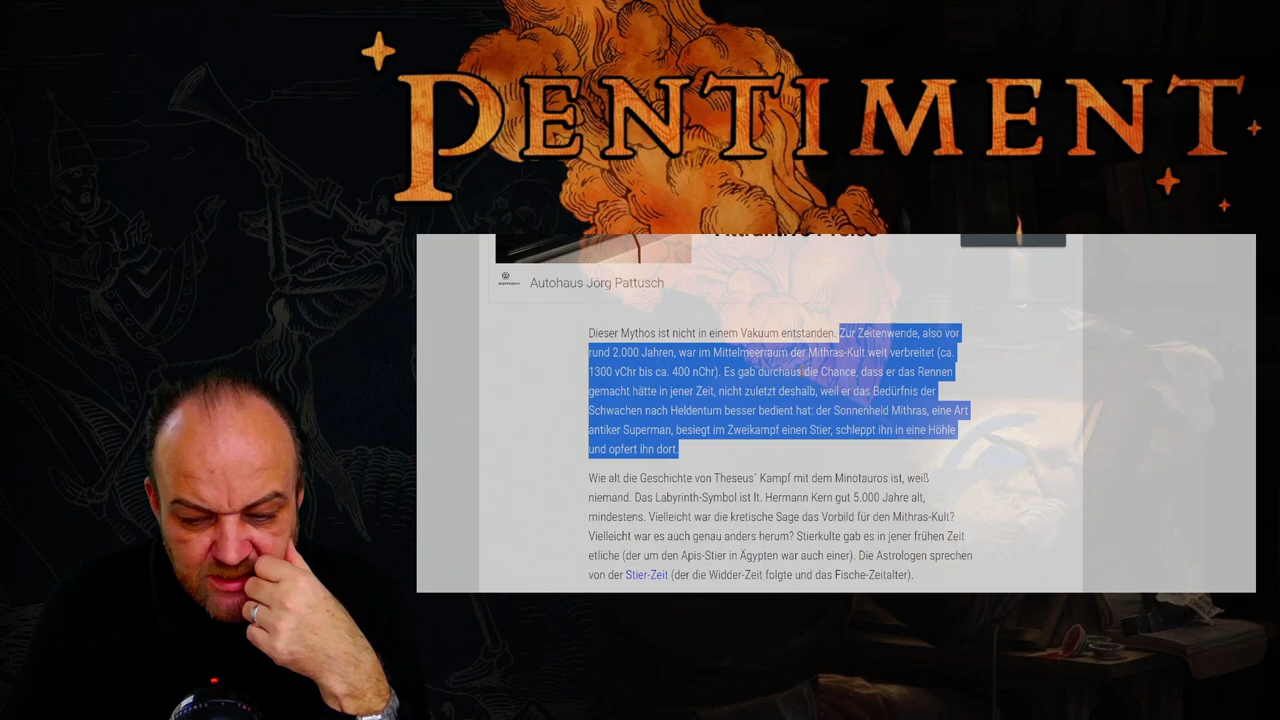 PENTIMENT
Autohaus Jörg Pattusch
Dieser Mythos ist nicht in einem Vakuum entstanden. Zur Zeitenwende, also vor
rund 2.000 Jahren, war im Mittelmeerraum der Mithras-Kult weit verbreitet (ca.
1300 vChr bis ca. 400 nChr). Es gab durchaus die Chance, dass er das Rennen
gemacht hätte in jener Zeit, nicht zuletzt deshalb, weil er das Bedürfnis der
Schwachen nach Heldentum besser bedient hat: der Sonnenheld Mithras, eine Art
antiker Superman, besiegt im Zweikampf einen Stier, schleppt ihn in eine Höhle
und opfert ihn dort.
Wie alt die Geschichte von Theseus´ Kampf mit dem Minotauros ist, weiß
niemand. Das Labyrinth-Symbol ist lt. Hermann Kern gut 5.000 Jahre alt,
mindestens. Vielleicht war die kretische Sage das Vorbild für den Mithras-Kult?
Vielleicht war es auch genau anders herum? Stierkulte gab es in jener frühen Zeit
etliche (der um den Apis-Stier in Ägypten war auch einer). Die Astrologen sprechen
von der Stier-Zeit (der die Widder-Zeit folgte und das Fische-Zeitalter).